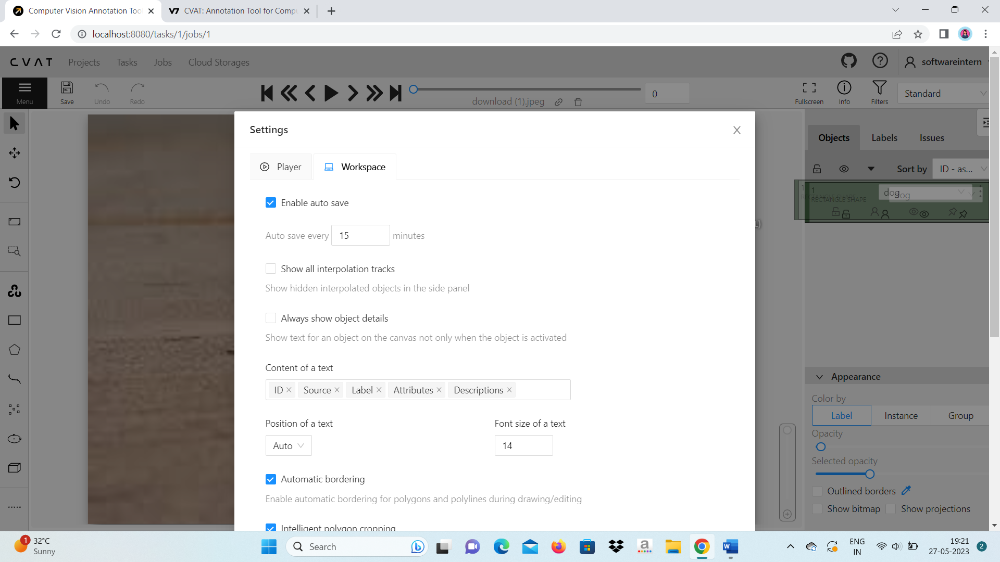 Computer Vision Annotation Too
CVAT: Annotation Tool for Compu
localhost:8080/tasks/1/jobs/1
CVAT Projects Tasks Jobs Cloud Storages softwareintern
Menu Save Undo Redo 0 Fullscreen Info Filters Standard
download (1).jpeg
Settings
Player Workspace
Enable auto save
Auto save every 15 minutes
Show all interpolation tracks
Show hidden interpolated objects in the side panel
Always show object details
Show text for an object on the canvas not only when the object is activated
Content of a text
ID Source Label Attributes Descriptions
Position of a text Font size of a text
Auto 14
Automatic bordering
Enable automatic bordering for polygons and polylines during drawing/editing
Intelligent polygon cropping
Objects Labels Issues
Sort by ID - as...
1 1 dog dog
RECTANGLE SHAPE RECTANGLE SHAPE
Appearance
Color by
Label Instance Group
Opacity
Selected opacity
Outlined borders
Show bitmap Show projections
1 32°C
Sunny
Search
ENG
IN
19:21
27-05-2023
2